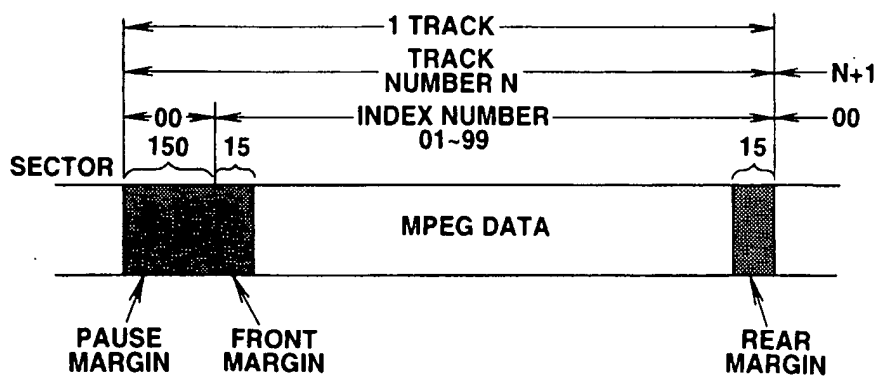 1 TRACK
TRACK
NUMBER N
N+1
00
INDEX NUMBER
01~99
00
150
15
15
SECTOR
MPEG DATA
PAUSE
MARGIN
FRONT
MARGIN
REAR
MARGIN